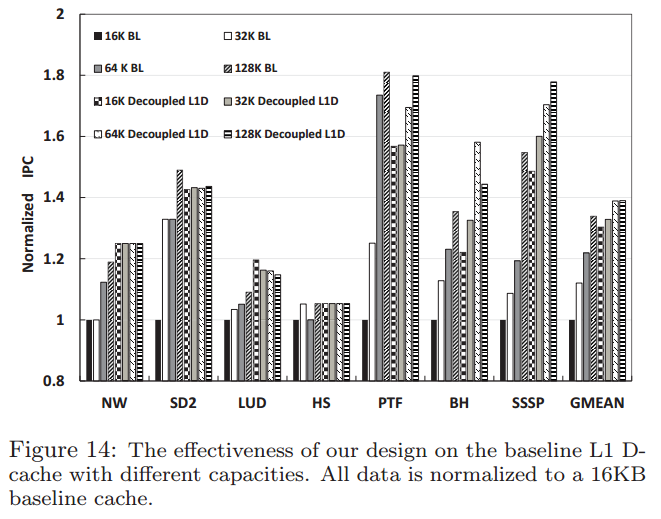 2
1.8
1.6
1.4
1.2
1
0.8
Normalized IPC
16K BL
32K BL
64 K BL
128K BL
16K Decoupled L1D
32K Decoupled L1D
64K Decoupled L1D
128K Decoupled L1D
NW SD2 LUD HS PTF BH SSSP GMEAN
Figure 14: The effectiveness of our design on the baseline L1 D-
cache with different capacities. All data is normalized to a 16KB
baseline cache.